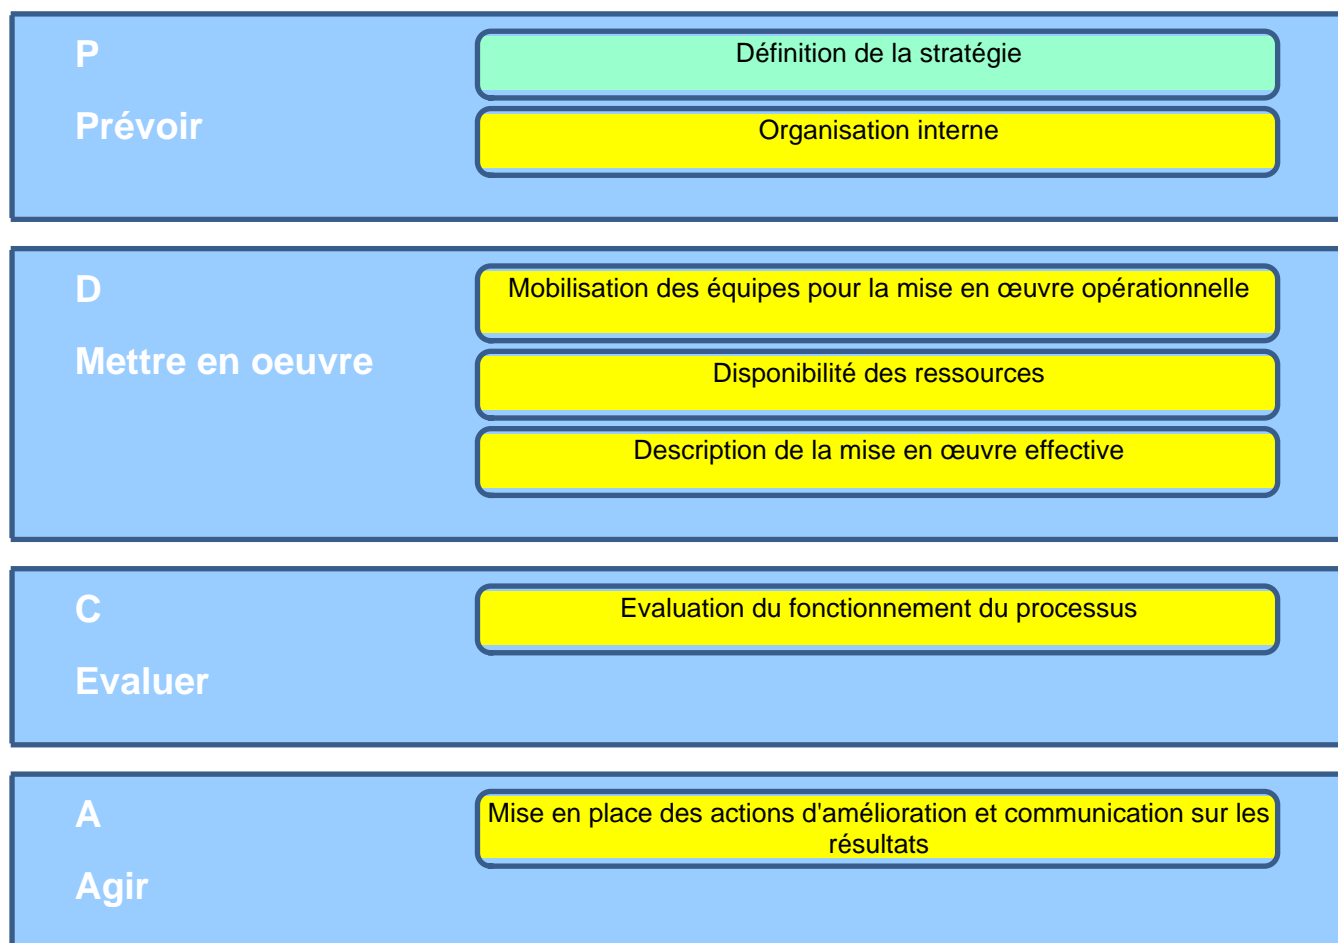 P
Définition de la stratégie
Prévoir
Organisation interne
D
Mobilisation des équipes pour la mise en œuvre opérationnelle
Mettre en oeuvre
Disponibilité des ressources
Description de la mise en œuvre effective
C
Evaluation du fonctionnement du processus
Evaluer
A
Mise en place des actions d'amélioration et communication sur les
résultats
Agir